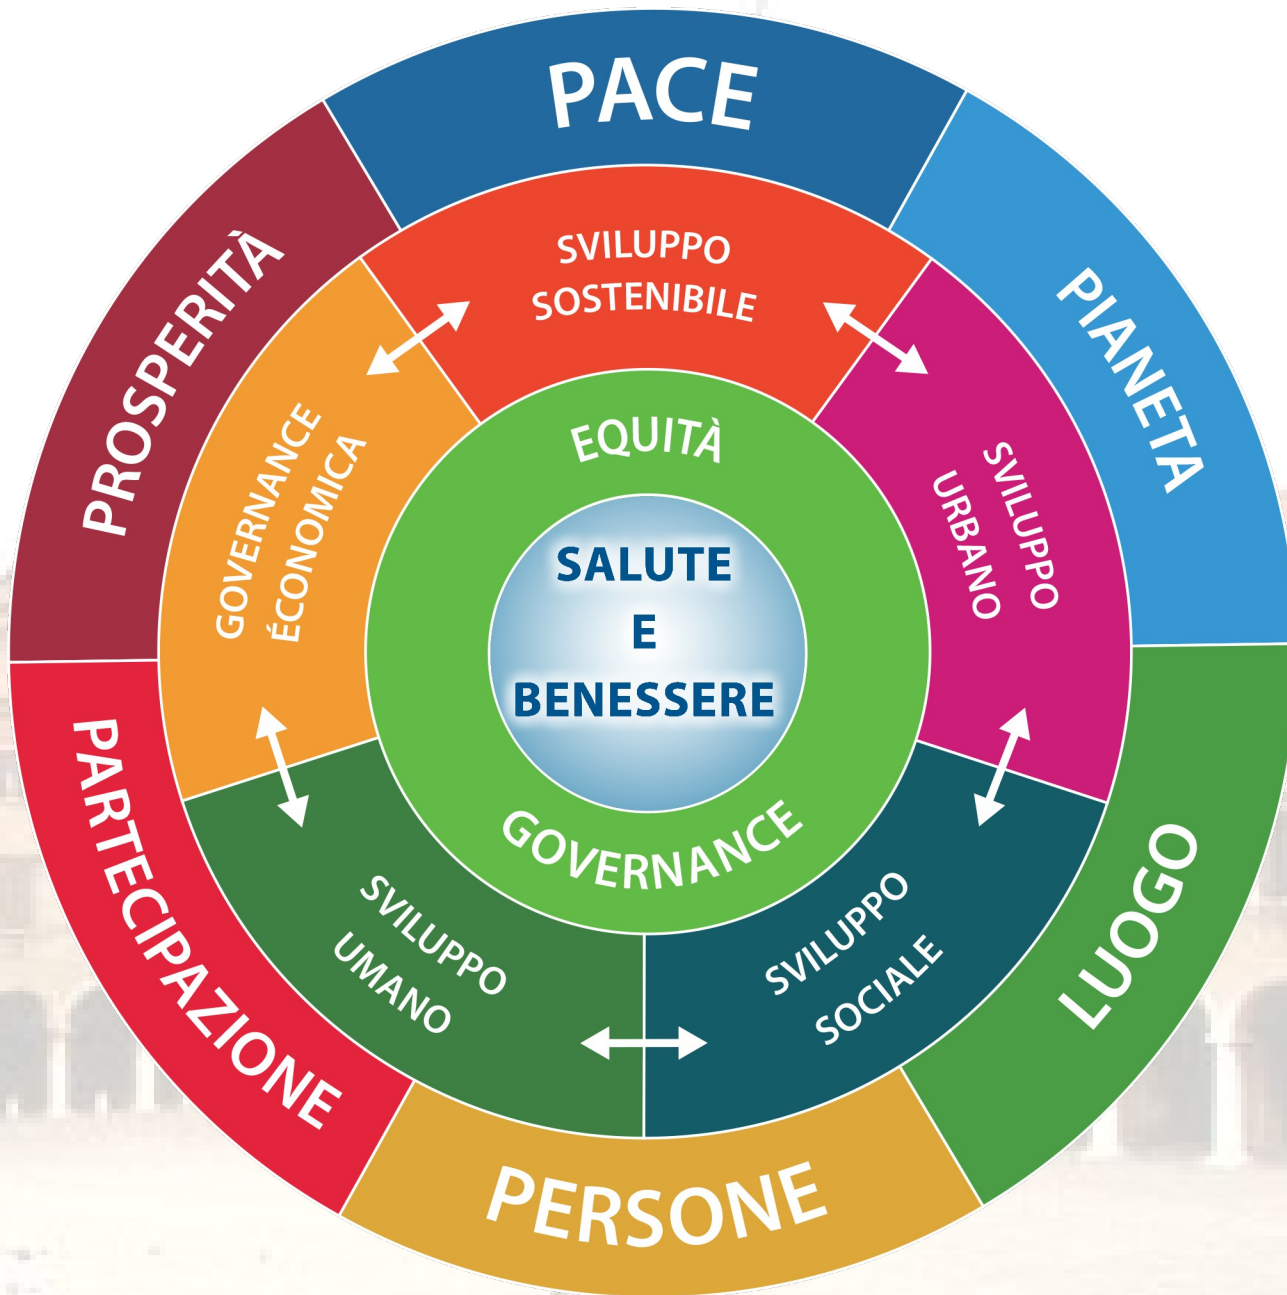 PACE
PIANETA
LUOGO
PERSONE
PARTECIPAZIONE
PROSPERITÀ
SVILUPPO
SOSTENIBILE
SVILUPPO
URBANO
SVILUPPO
SOCIALE
SVILUPPO
UMANO
GOVERNANCE
ÉCONOMICA
EQUITÀ
GOVERNANCE
SALUTE
E
BENESSERE